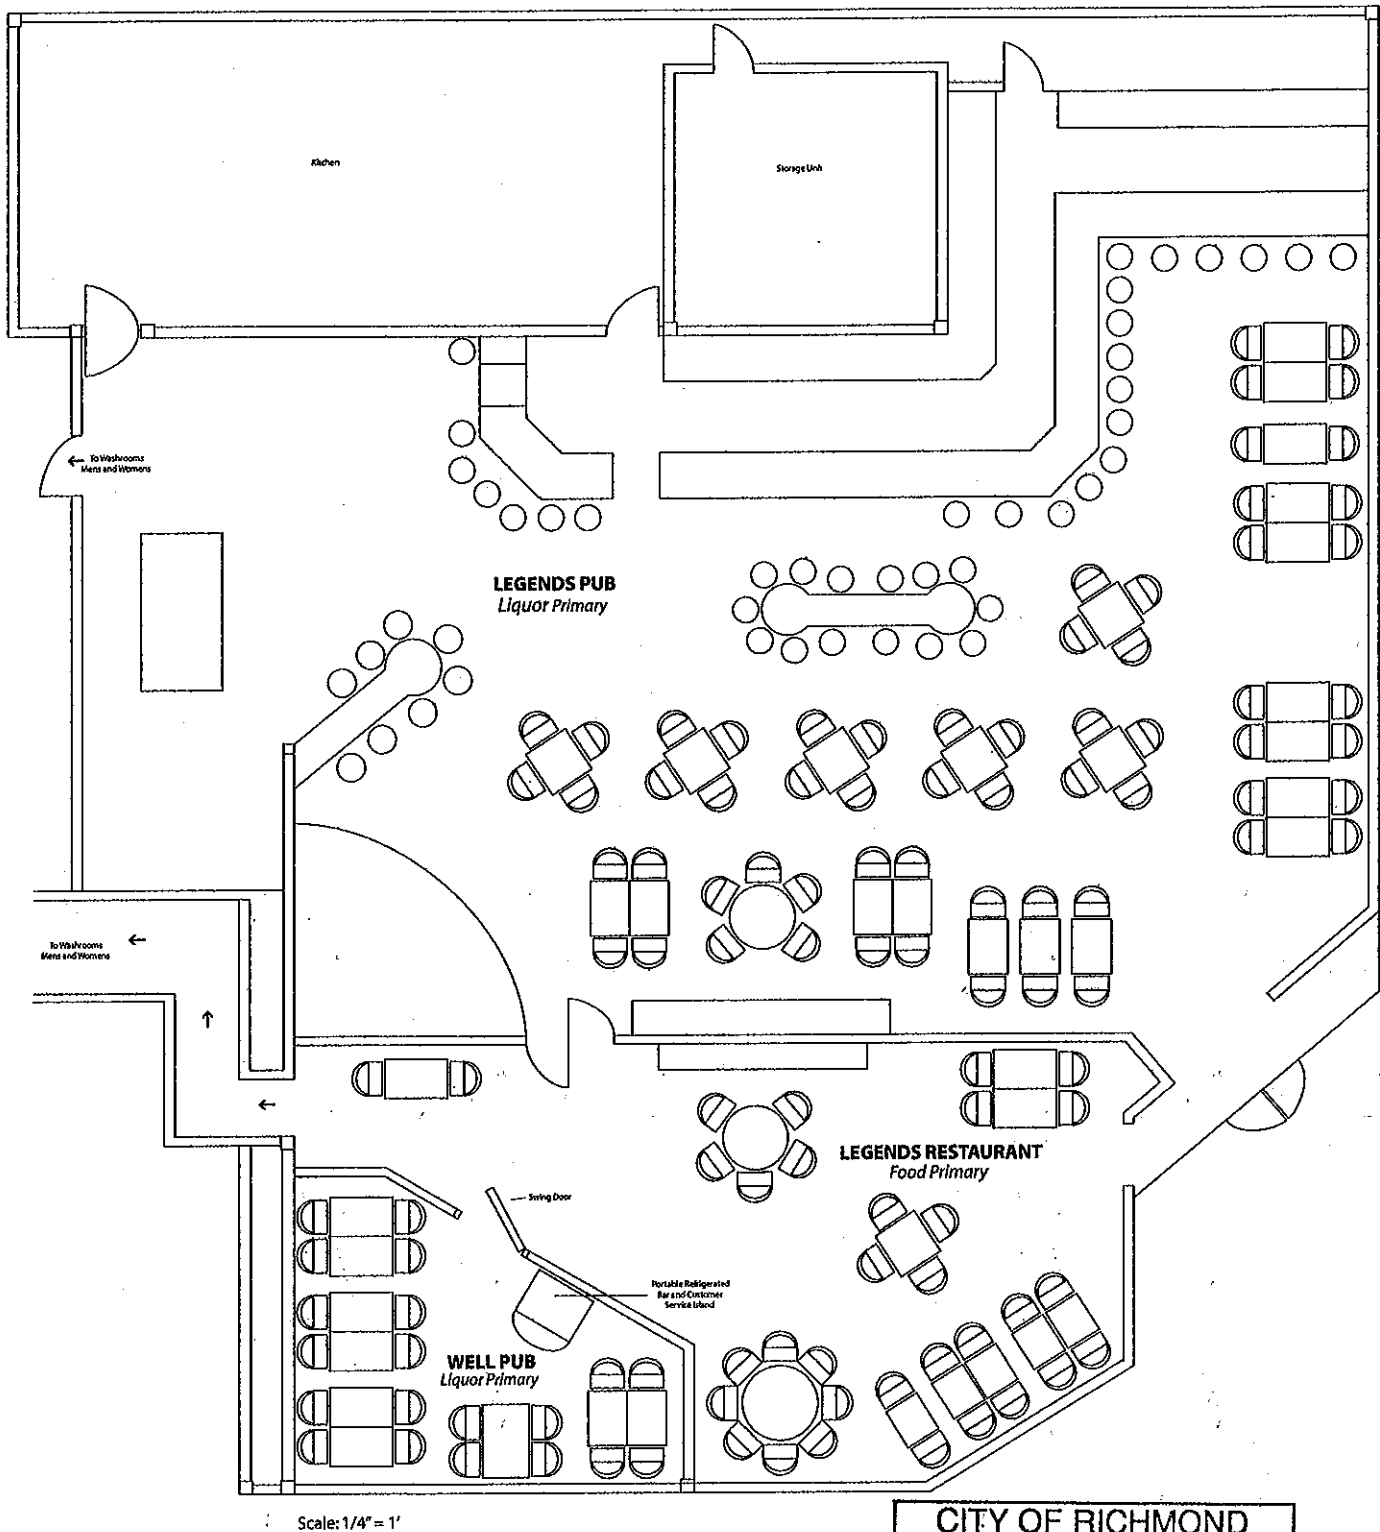 Kitchen
Storage Unit
← To Washrooms
Mens and Womens
LEGENDS PUB
Liquor Primary
To Washrooms
Mens and Womens
←
↑
←
LEGENDS RESTAURANT
Food Primary
Swing Door
Portable Refrigerated
Bar and Customer
Service Island
WELL PUB
Liquor Primary
Scale: 1/4" = 1'
CITY OF RICHMOND